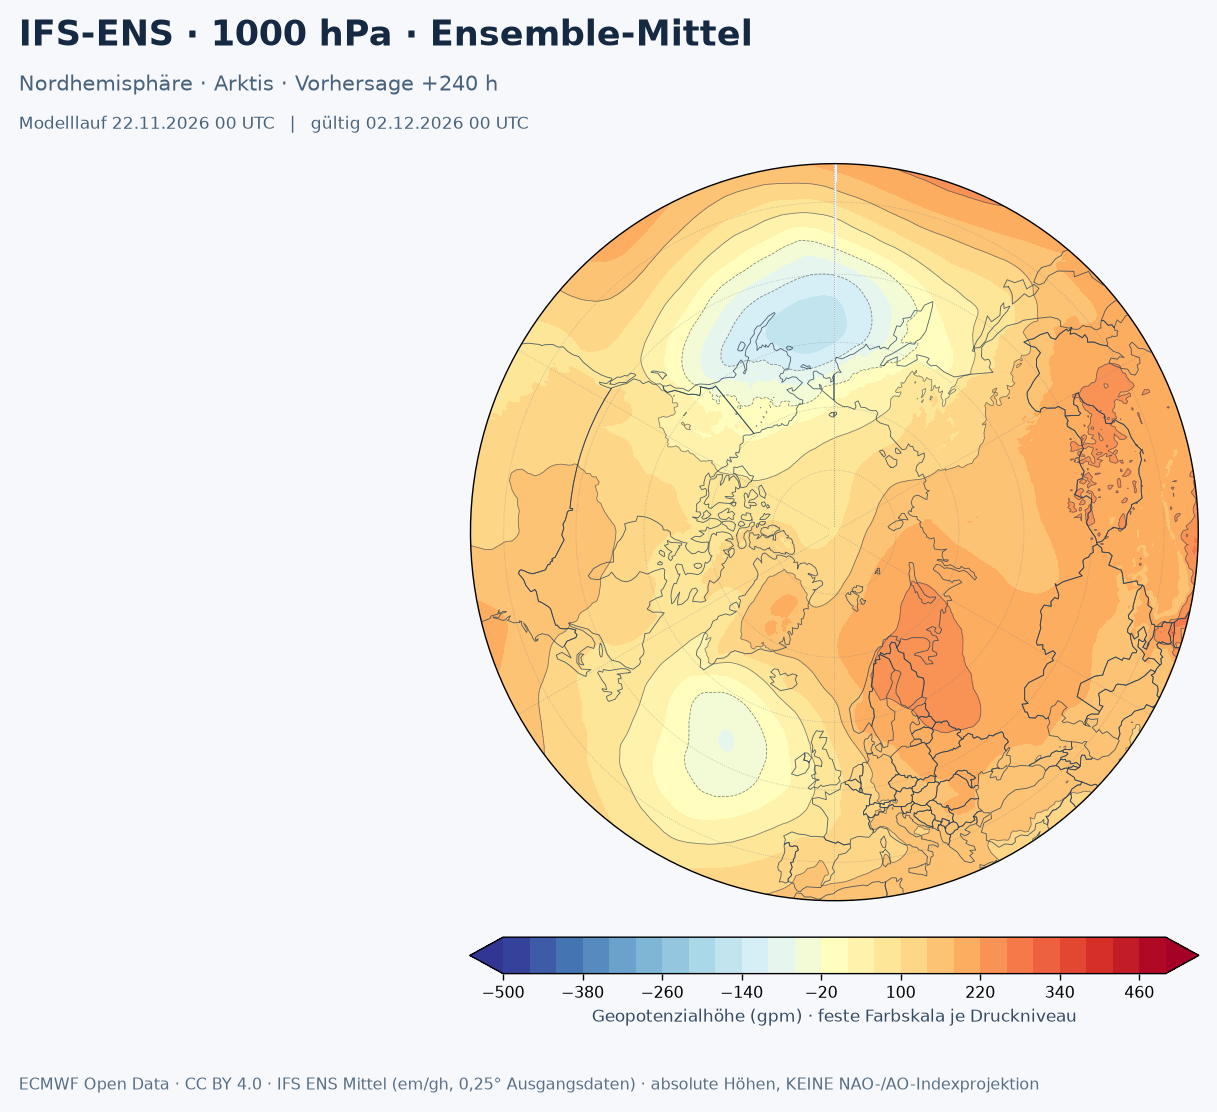 IFS-ENS · 1000 hPa · Ensemble-Mittel
Nordhemisphäre · Arktis · Vorhersage +240 h
Modelllauf 22.11.2026 00 UTC | gültig 02.12.2026 00 UTC
−500 −380 −260 −140 −20 100 220 340 460
Geopotenzialhöhe (gpm) · feste Farbskala je Druckniveau
ECMWF Open Data · CC BY 4.0 · IFS ENS Mittel (em/gh, 0,25° Ausgangsdaten) · absolute Höhen, KEINE NAO-/AO-Indexprojektion